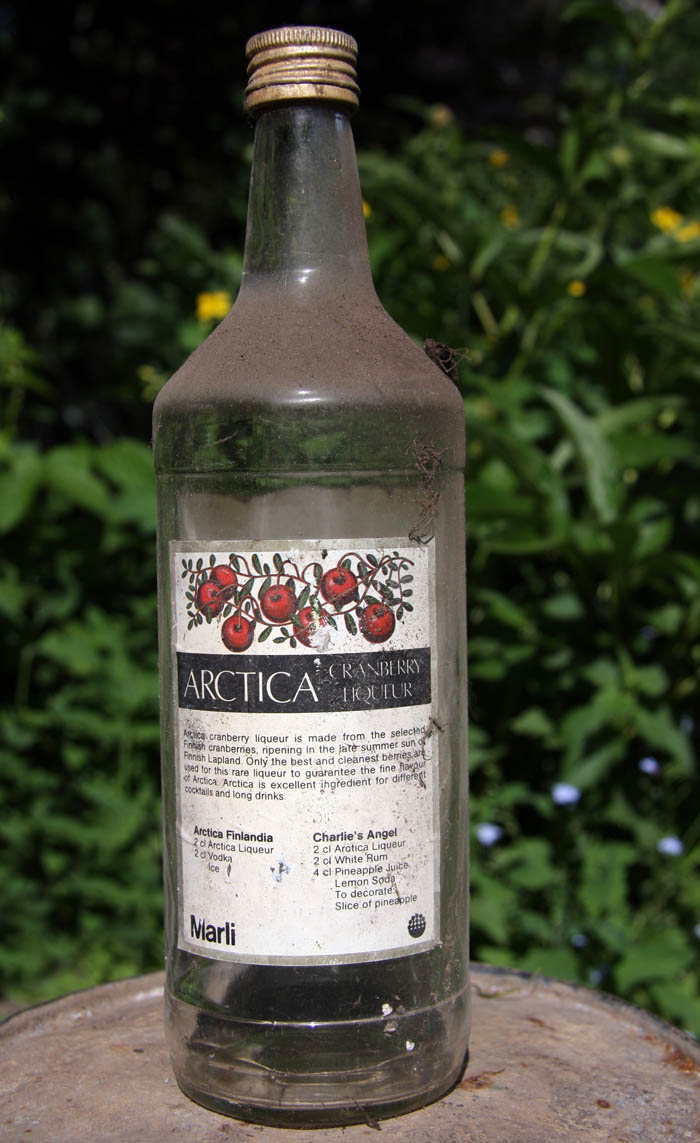 ARCTICA CRANBERRY
LIQUEUR
Arctica cranberry liqueur is made from the selected
Finnish cranberries, ripening in the late summer sun of
Finnish Lapland. Only the best and cleanest berries are
used for this rare liqueur to guarantee the fine flavour
of Arctica. Arctica is excellent ingredient for different
cocktails and long drinks.
Arctica Finlandia
2 cl Arctica Liqueur
2 cl Vodka
Ice
Charlie's Angel
2 cl Arctica Liqueur
2 cl White Rum
4 cl Pineapple Juice
Lemon Soda
To decorate
Slice of pineapple
Marli